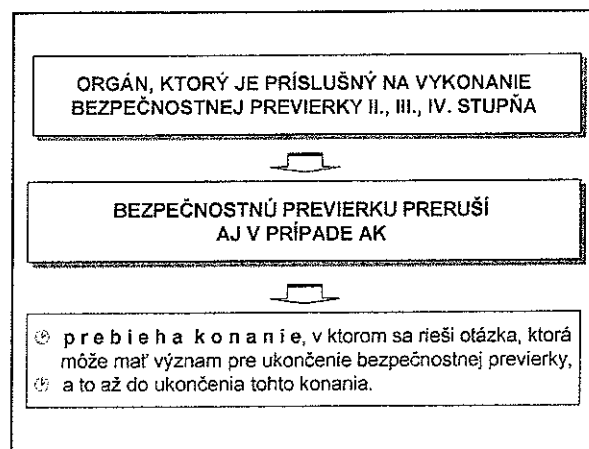 ORGÁN, KTORÝ JE PRÍSLUŠNÝ NA VYKONANIE
BEZPEČNOSTNEJ PREVIERKY II., III., IV. STUPŇA
BEZPEČNOSTNÚ PREVIERKU PRERUŠÍ
AJ V PRÍPADE AK
prebieha konanie, v ktorom sa rieši otázka, ktorá
môže mať význam pre ukončenie bezpečnostnej previerky,
a to až do ukončenia tohto konania.